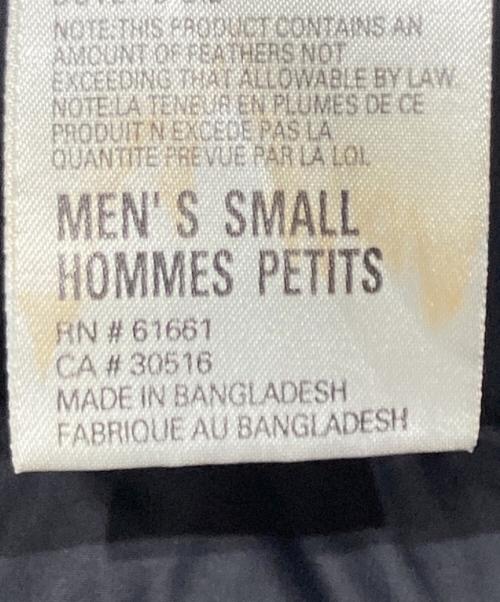 NOTE:THIS PRODUCT CONTAINS AN
AMOUNT OF FEATHERS NOT
EXCEEDING THAT ALLOWABLE BY LAW.
NOTE:LA TENEUR EN PLUMES DE CE
PRODUIT N EXCEDE PAS LA
QUANTITE PREVUE PAR LA LOI.
MEN'S SMALL
HOMMES PETITS
RN # 61661
CA # 30516
MADE IN BANGLADESH
FABRIQUE AU BANGLADESH